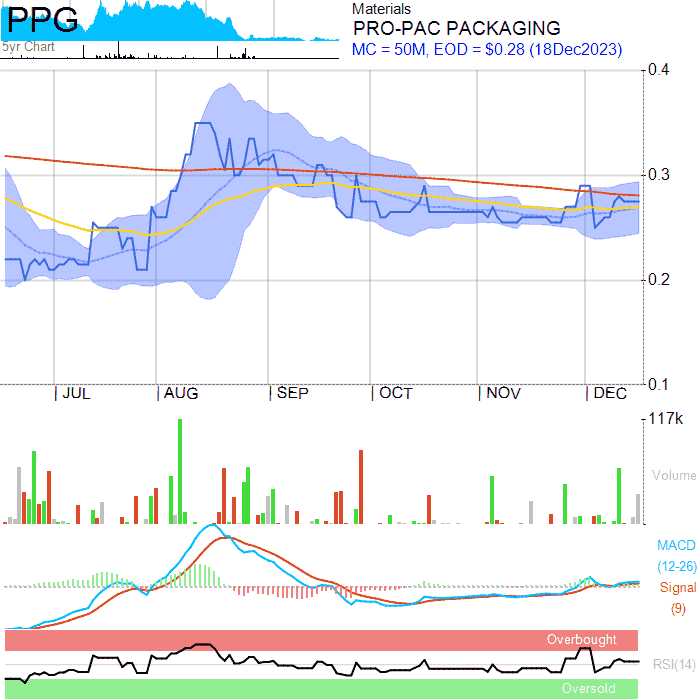 PPG
5yr Chart
Materials
PRO-PAC PACKAGING
MC = 50M, EOD = $0.28 (18Dec2023)
0.4
0.3
0.2
0.1
JUL AUG SEP OCT NOV DEC
117k
Volume
MACD
(12-26)
Signal
(9)
Overbought
RSI(14)
Oversold